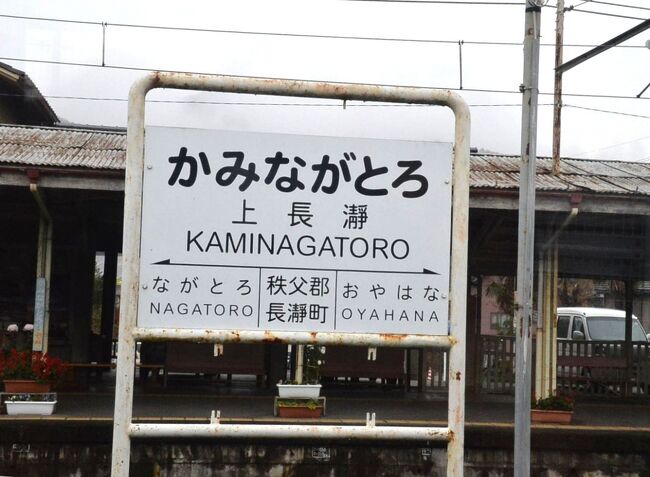 かみながとろ
上長瀞
KAMINAGATORO
ながとろ
NAGATORO
秩父郡
長瀞町
おやはな
OYAHANA